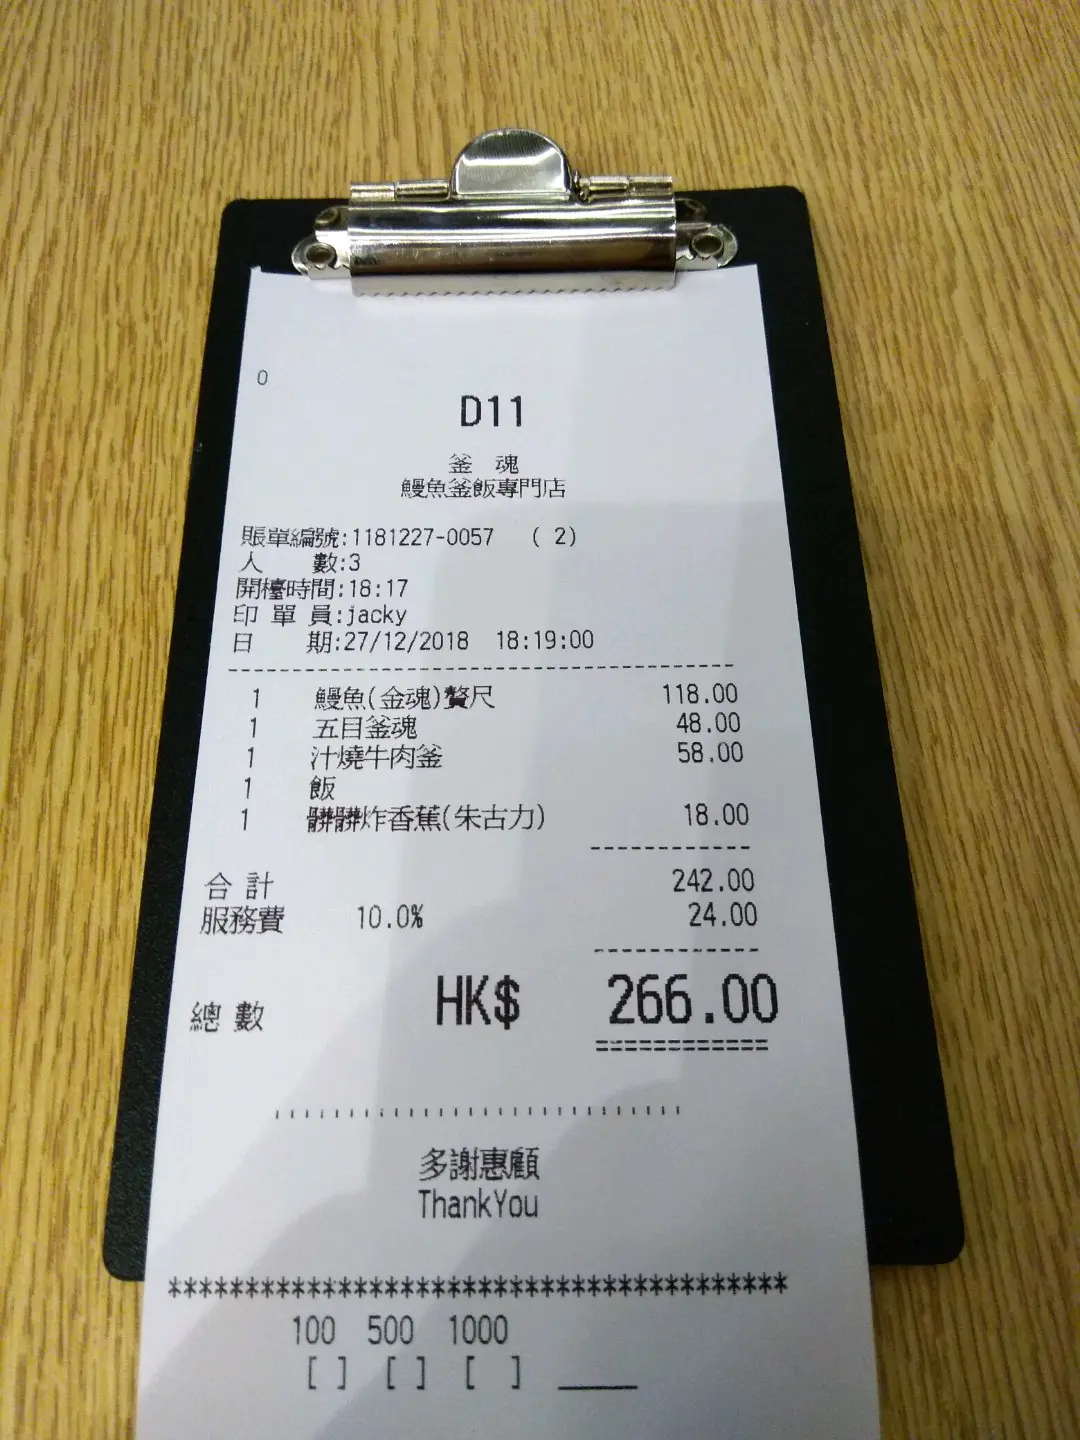 0
D11
釜 魂
鰻魚釜飯專門店
賬單編號:1181227-0057 ( 2)
人 數:3
開檯時間:18:17
印 單 員:jacky
日 期:27/12/2018 18:19:00
1 鰻魚(金魂)贅尺 118.00
1 五目釜魂 48.00
1 汁燒牛肉釜 58.00
1 飯
1 髒髒炸香蕉(朱古力) 18.00
合 計 242.00
服務費 10.0% 24.00
總 數 HK$ 266.00
============
多謝惠顧
ThankYou
****************************************
100 500 1000
[ ] [ ] [ ] _____